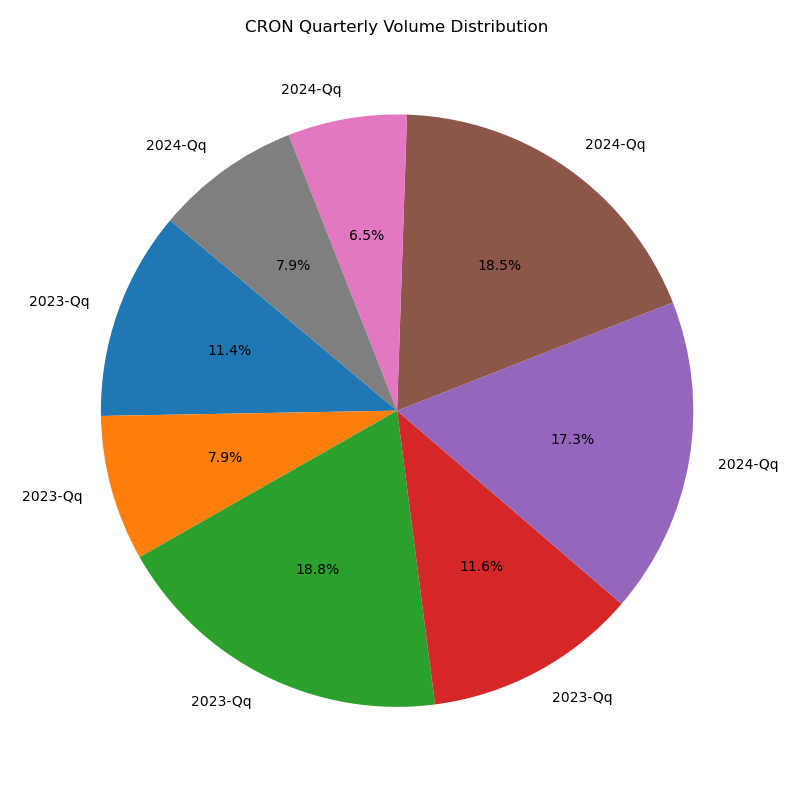 CRON Quarterly Volume Distribution
2024-Qq
2024-Qq
2024-Qq
6.5%
7.9%
18.5%
2023-Qq
11.4%
17.3%
2024-Qq
7.9%
2023-Qq
18.8%
11.6%
2023-Qq
2023-Qq